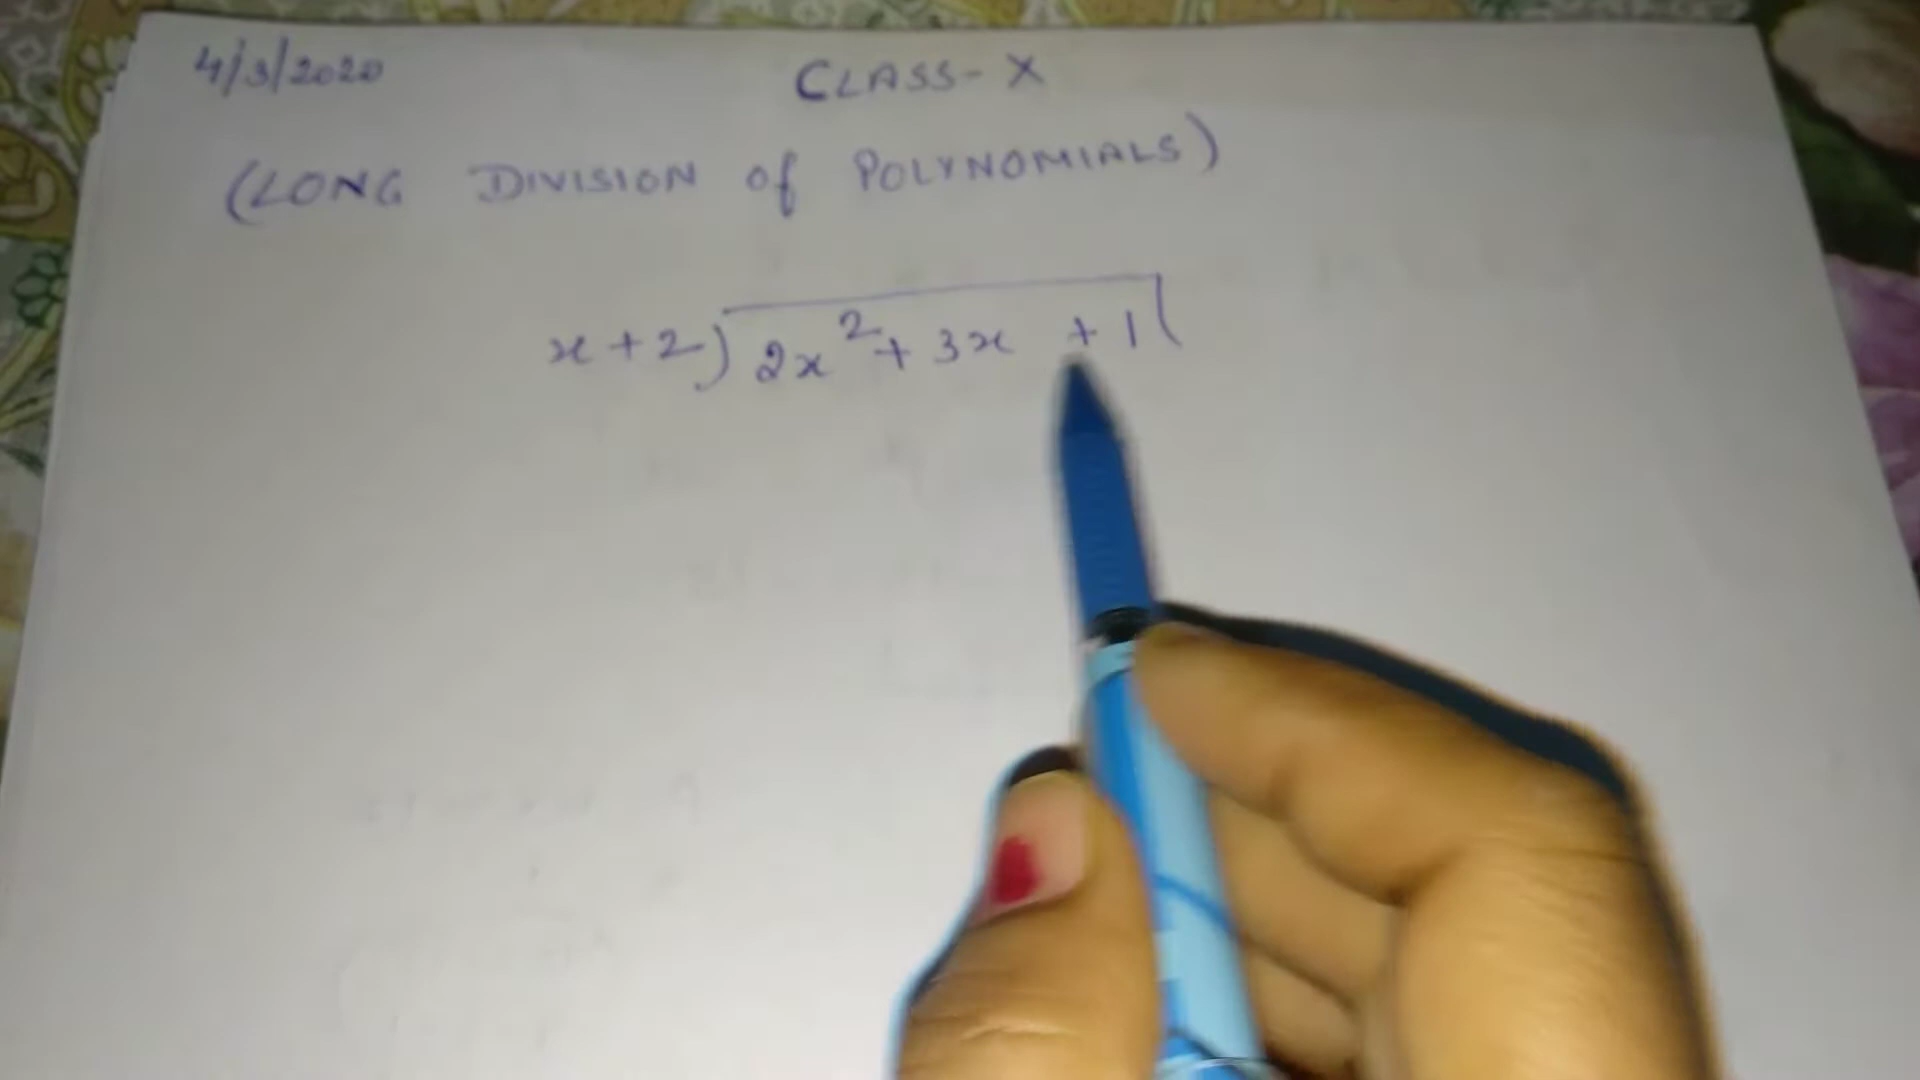 4/3/2020
CLASS-X
(LONG DIVISION of POLYNOMIALS)
x+2) 2x²+3x +1(